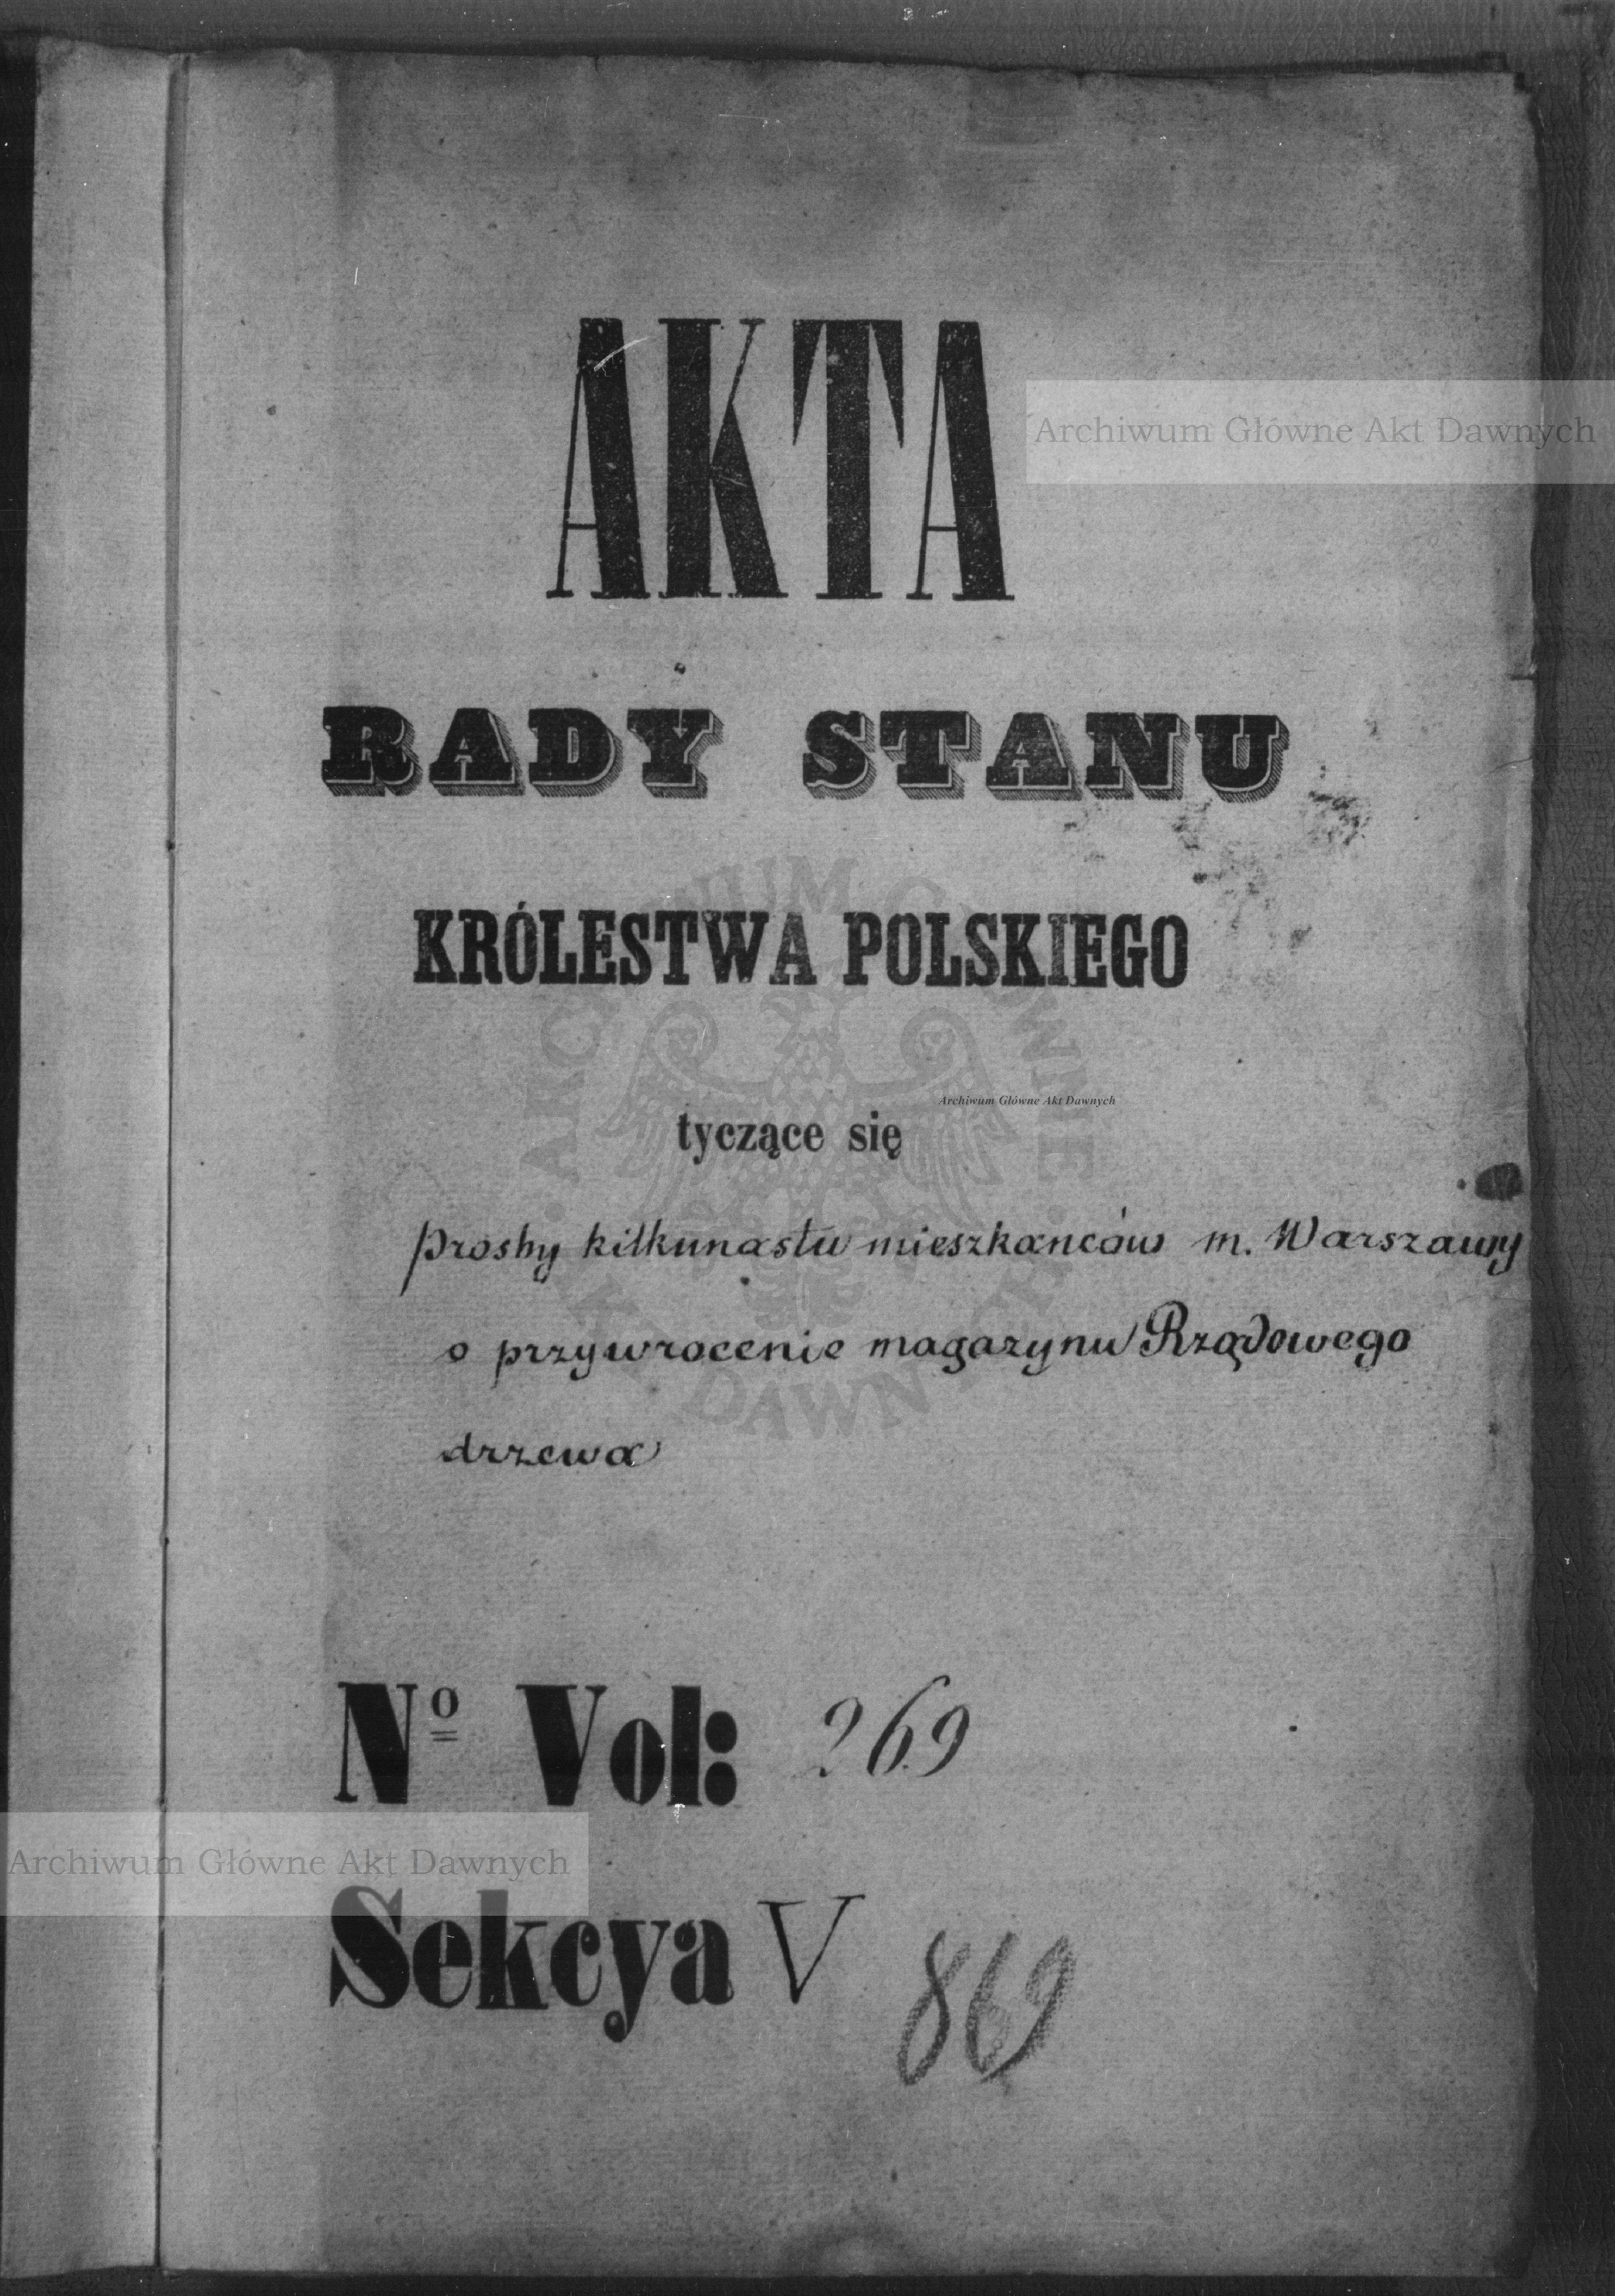 AKTA
Archiwum Główne Akt Dawnych
RADY STANU
KRÓLESTWA POLSKIEGO
Archiwum Główne Akt Dawnych
tyczące się
prosby kilkunastu mieszkańców m. Warszawy
o przywrocenie magazynu Rządowego
drzewa
Nº Vol: 269
Archiwum Główne Akt Dawnych
Sekcya V
869